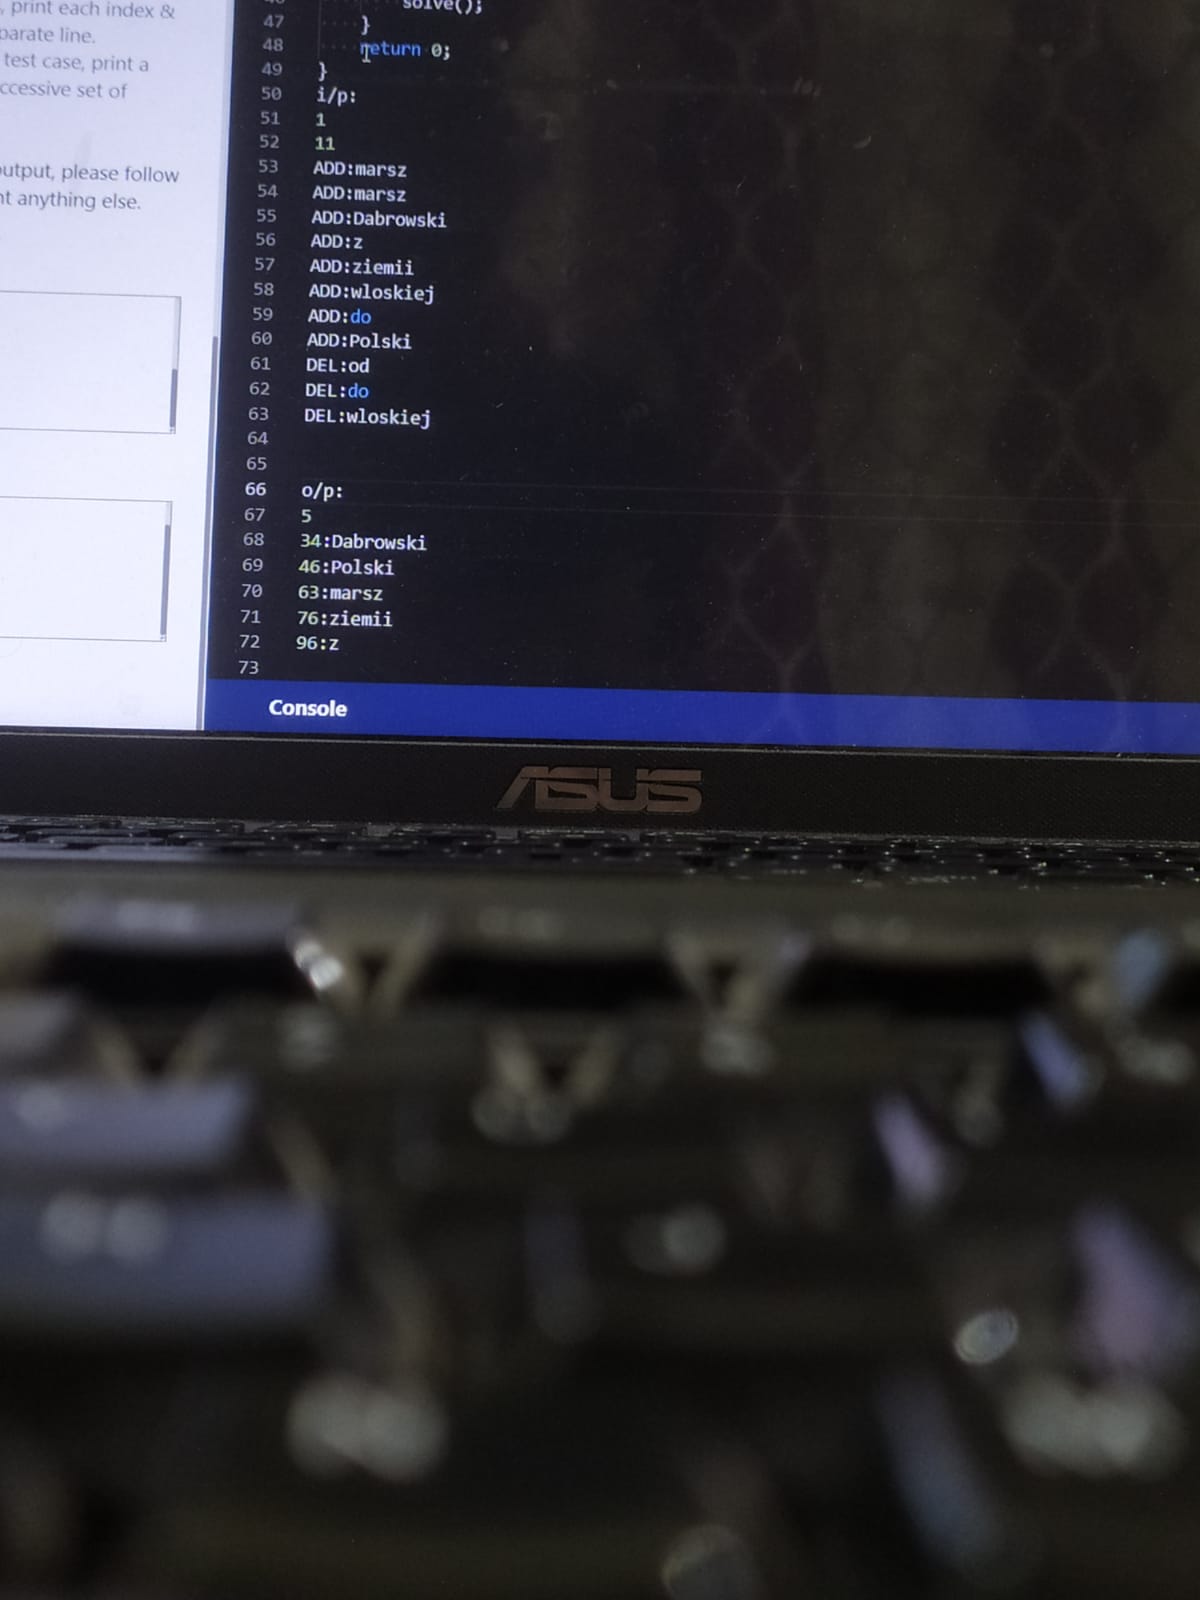 , print each index &
parate line.
test case, print a
ccessive set of
output, please follow
nt anything else.
solve();
47 }
48 return 0;
49 }
50 i/p:
51 1
52 11
53 ADD:marsz
54 ADD:marsz
55 ADD:Dabrowski
56 ADD:z
57 ADD:ziemii
58 ADD:wloskiej
59 ADD:do
60 ADD:Polski
61 DEL:od
62 DEL:do
63 DEL:wloskiej
64
65
66 o/p:
67 5
68 34:Dabrowski
69 46:Polski
70 63:marsz
71 76:ziemii
72 96:z
73
Console
ASUS